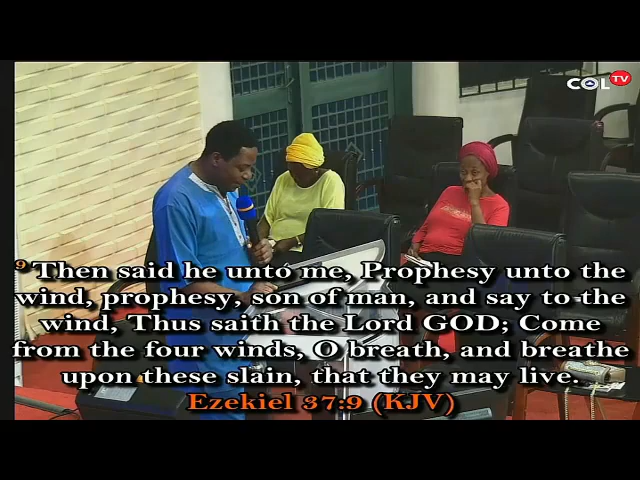 COL TV
9 Then said he unto me, Prophesy unto the
wind, prophesy, son of man, and say to the
wind, Thus saith the Lord GOD; Come
from the four winds, O breath, and breathe
upon these slain, that they may live.
Ezekiel 37:9 (KJV)